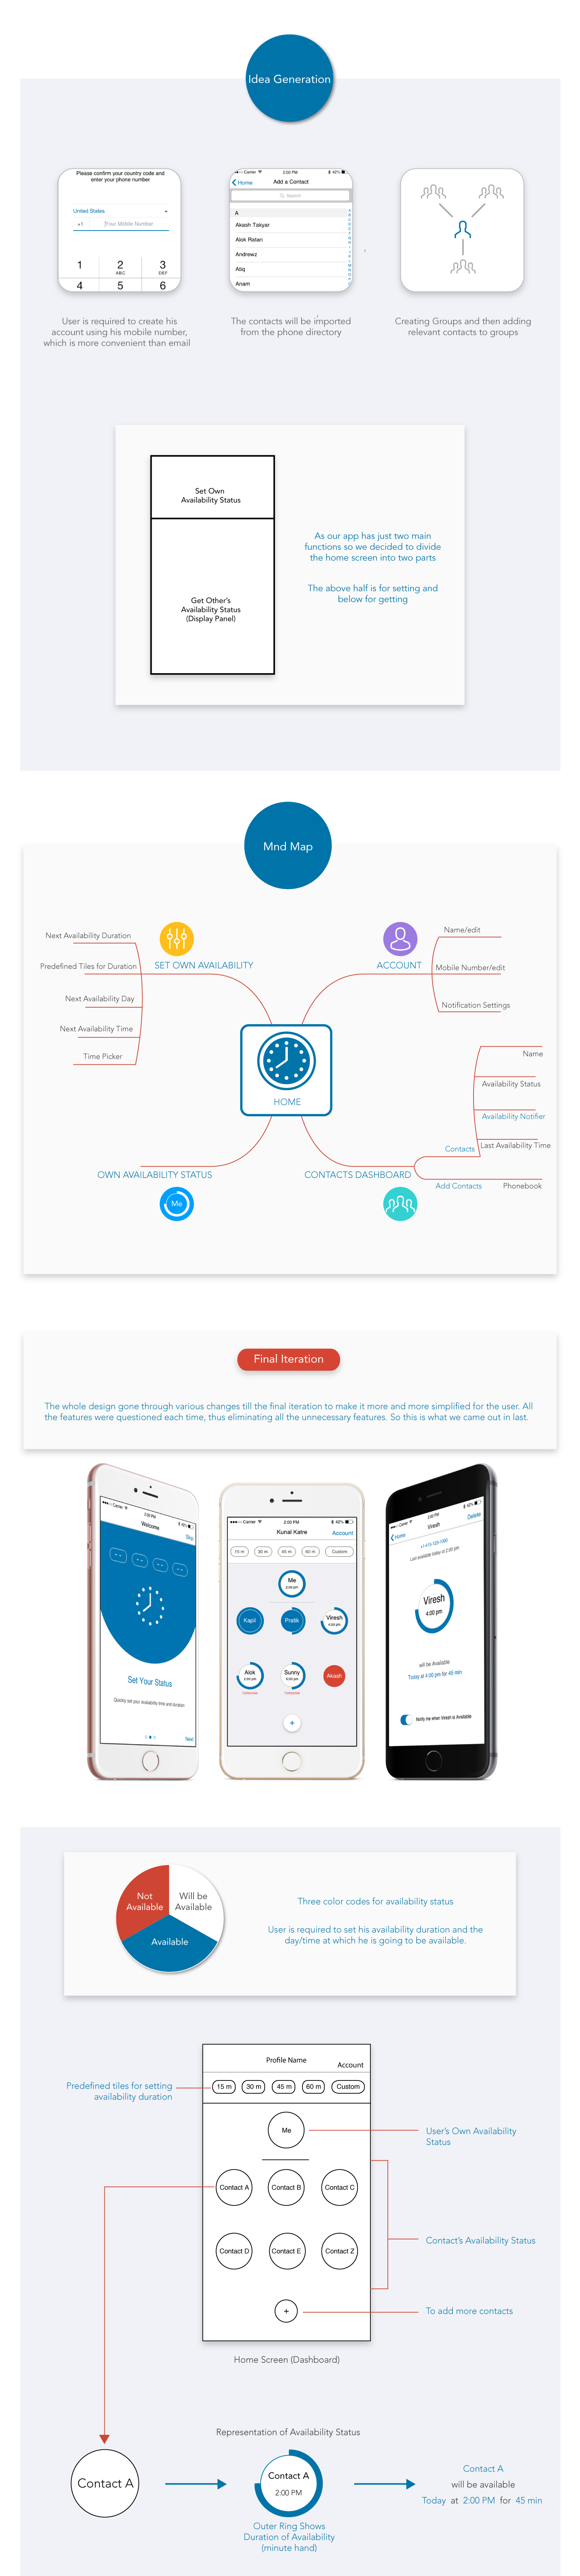 Idea Generation
Please confirm your country code and
enter your phone number
United States
+1 Your Mobile Number
1 2 3
ABC DEF
4 5 6
Carrier 2:00 PM 42%
Home Add a Contact
Search
A
Akash Takyar
Alok Ratan
Andrewz
Atiq
Anam
User is required to create his
account using his mobile number,
which is more convenient than email
The contacts will be imported
from the phone directory
Creating Groups and then adding
relevant contacts to groups
Set Own
Availability Status
Get Other's
Availability Status
(Display Panel)
As our app has just two main
functions so we decided to divide
the home screen into two parts
The above half is for setting and
below for getting
Mnd Map
Next Availability Duration
Predefined Tiles for Duration
Next Availability Day
Next Availability Time
Time Picker
SET OWN AVAILABILITY
ACCOUNT
Name/edit
Mobile Number/edit
Notification Settings
HOME
Name
Availability Status
Availability Notifier
Last Availability Time
Contacts
OWN AVAILABILITY STATUS
CONTACTS DASHBOARD
Add Contacts
Phonebook
Me
Final Iteration
The whole design gone through various changes till the final iteration to make it more and more simplified for the user. All
the features were questioned each time, thus eliminating all the unnecessary features. So this is what we came out in last.
Carrier 2:00 PM 42%
Welcome
Skip
Set Your Status
Quickly set your availability time and duration
Next
Carrier 2:00 PM 42%
Kunal Katre Account
15 m 30 m 45 m 60 m Custom
Me
2:00 pm
Kapil Pratik Viresh
4:00 pm
Alok Sunny Akash
2:00 pm 6:00 pm
Tomorrow Tomorrow
+
Carrier 2:00 PM 42%
Home Viresh Delete
Last available today at 2:00 pm
Viresh
4:00 pm
will be Available
Today at 4:00 pm for 45 min
Notify me when Viresh is Available
Not
Available
Will be
Available
Available
Three color codes for availability status
User is required to set his availability duration and the
day/time at which he is going to be available.
Profile Name
Account
15 m 30 m 45 m 60 m Custom
Predefined tiles for setting
availability duration
Me
User's Own Availability
Status
Contact A Contact B Contact C
Contact's Availability Status
Contact D Contact E Contact Z
+
To add more contacts
Home Screen (Dashboard)
Representation of Availability Status
Contact A
Contact A
2:00 PM
Outer Ring Shows
Duration of Availability
(minute hand)
Contact A
will be available
Today at 2:00 PM for 45 min